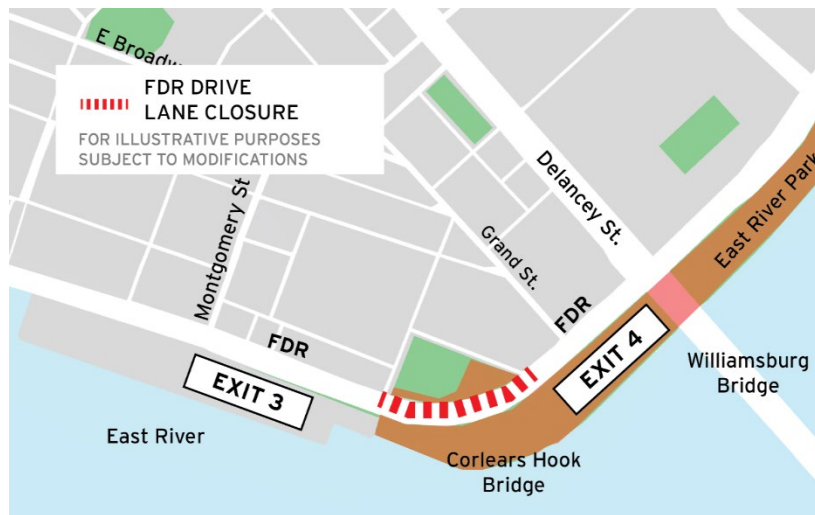 E Broadw
FDR DRIVE
LANE CLOSURE
FOR ILLUSTRATIVE PURPOSES
SUBJECT TO MODIFICATIONS
Montgomery St
Delancey St.
Grand St.
East River Park
FDR
FDR
EXIT 3
EXIT 4
Williamsburg
Bridge
East River
Corlears Hook
Bridge